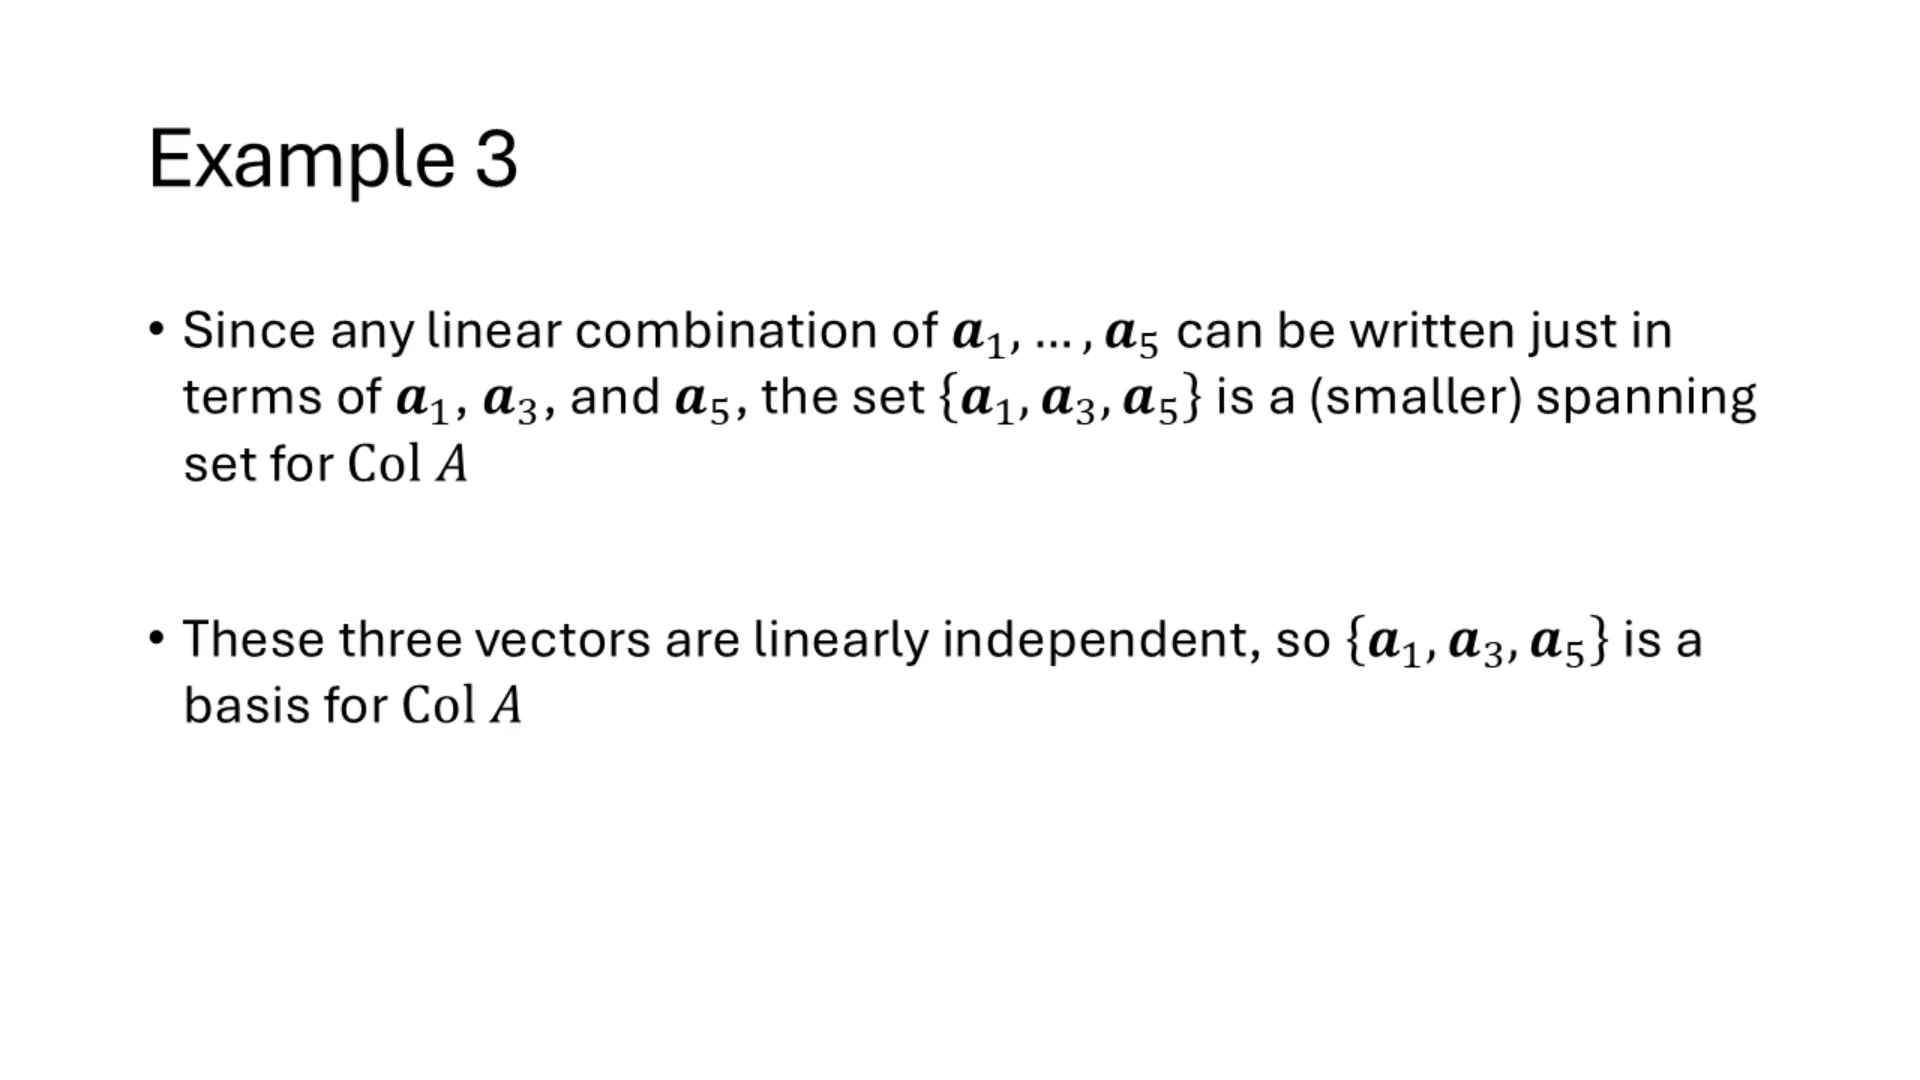 Example 3
• Since any linear combination of 𝒂₁, … , 𝒂₅ can be written just in
terms of 𝒂₁, 𝒂₃, and 𝒂₅, the set {𝒂₁, 𝒂₃, 𝒂₅} is a (smaller) spanning
set for Col 𝐴
• These three vectors are linearly independent, so {𝒂₁, 𝒂₃, 𝒂₅} is a
basis for Col 𝐴